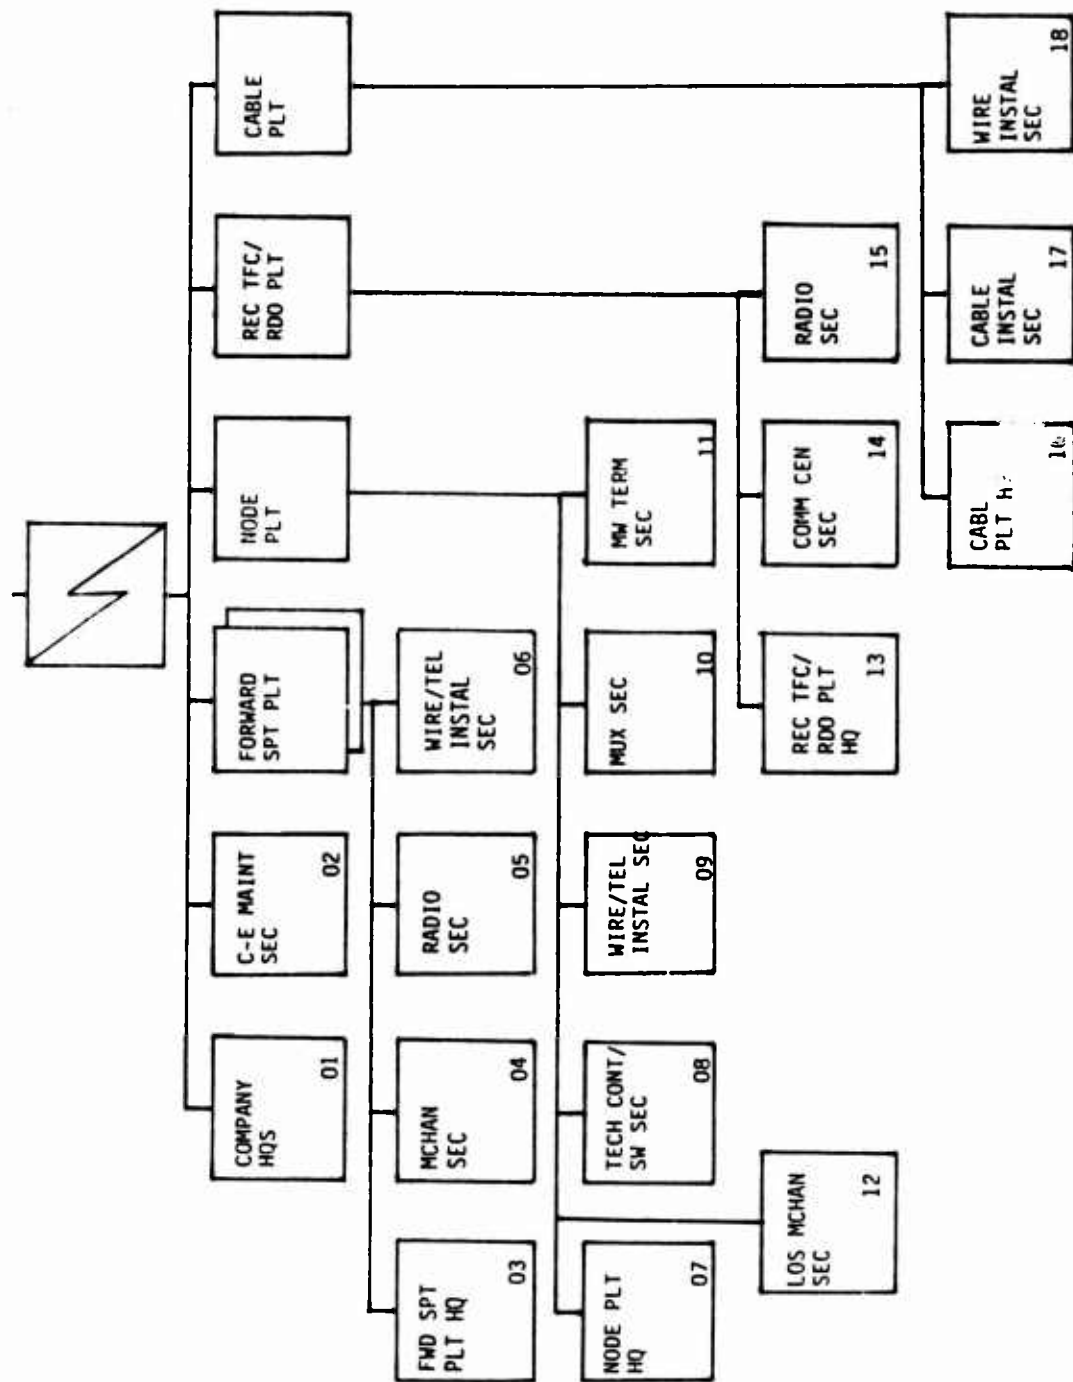 COMPANY
HQS
01
C-E MAINT
SEC
02
FORWARD
SPT PLT
NODE
PLT
REC TFC/
RDO PLT
CABLE
PLT
FWD SPT
PLT HQ
03
MCHAN
SEC
04
RADIO
SEC
05
WIRE/TEL
INSTAL
SEC
06
NODE PLT
HQ
07
TECH CONT/
SW SEC
08
WIRE/TEL
INSTAL SEC
09
MUX SEC
10
MW TERM
SEC
11
LOS MCHAN
SEC
12
REC TFC/
RDO PLT
HQ
13
COMM CEN
SEC
14
RADIO
SEC
15
CABL
PLT
CABLE
INSTAL
SEC
17
WIRE
INSTAL
SEC
18